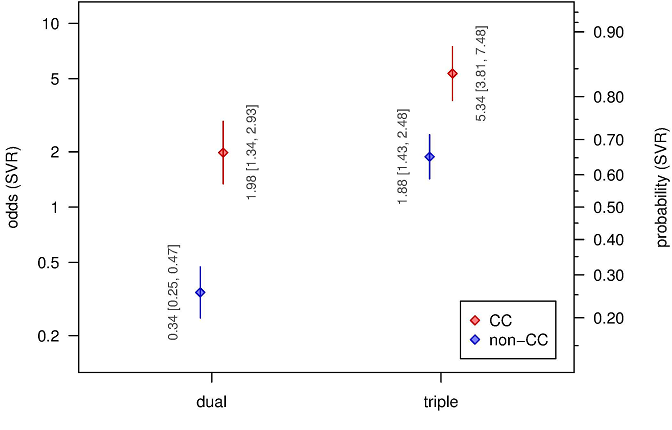 odds (SVR)
10
5
2
1
0.5
0.2
0.34 [0.25, 0.47]
1.98 [1.34, 2.93]
1.88 [1.43, 2.48]
5.34 [3.81, 7.48]
0.90
0.80
0.70
0.60
0.50
0.40
0.30
0.20
probability (SVR)
CC
non−CC
dual
triple